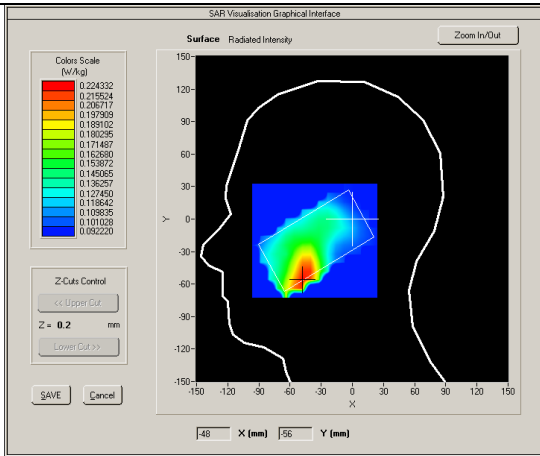 SAR Visualisation Graphical Interface
Surface Radiated Intensity
Zoom In/Out
Colors Scale
(W/kg)
0.224332
0.215524
0.206717
0.197909
0.189102
0.180295
0.171487
0.162680
0.153872
0.145065
0.136257
0.127450
0.118642
0.109835
0.101028
0.092220
Z-Cuts Control
<< Upper Cut
Z = 0.2 mm
Lower Cut >>
SAVE
Cancel
150
120
90
60
30
0
-30
-60
-90
-120
-150
Y
-150 -120 -90 -60 -30 0 30 60 90 120 150
X
-48 X (mm) -56 Y (mm)